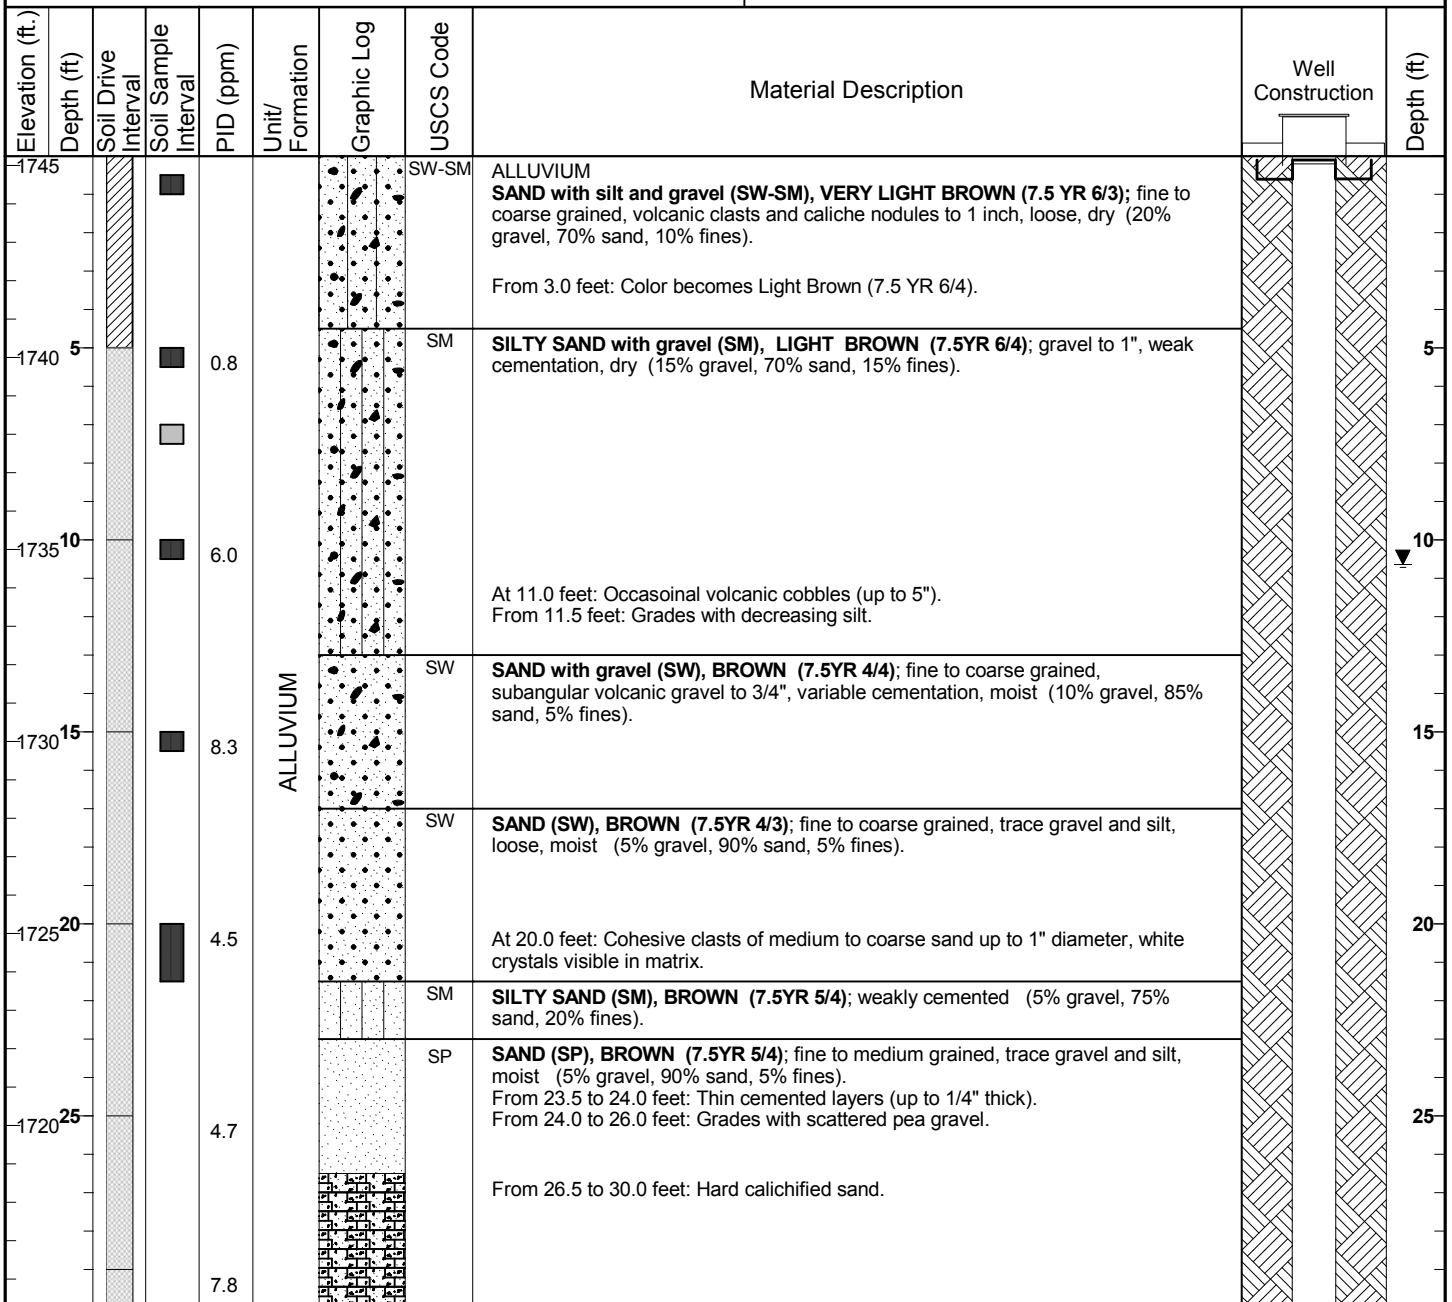 Elevation (ft.)
Depth (ft)
Soil Drive
Interval
Soil Sample
Interval
PID (ppm)
Unit/
Formation
Graphic Log
USCS Code
Material Description
Well
Construction
Depth (ft)
1745
SW-SM
ALLUVIUM
SAND with silt and gravel (SW-SM), VERY LIGHT BROWN (7.5 YR 6/3); fine to
coarse grained, volcanic clasts and caliche nodules to 1 inch, loose, dry (20%
gravel, 70% sand, 10% fines).
From 3.0 feet: Color becomes Light Brown (7.5 YR 6/4).
1740
5
0.8
SM
SILTY SAND with gravel (SM), LIGHT BROWN (7.5YR 6/4); gravel to 1", weak
cementation, dry (15% gravel, 70% sand, 15% fines).
5
1735
10
6.0
10
At 11.0 feet: Occasoinal volcanic cobbles (up to 5").
From 11.5 feet: Grades with decreasing silt.
SW
SAND with gravel (SW), BROWN (7.5YR 4/4); fine to coarse grained,
subangular volcanic gravel to 3/4", variable cementation, moist (10% gravel, 85%
sand, 5% fines).
1730
15
8.3
ALLUVIUM
15
SW
SAND (SW), BROWN (7.5YR 4/3); fine to coarse grained, trace gravel and silt,
loose, moist (5% gravel, 90% sand, 5% fines).
1725
20
4.5
At 20.0 feet: Cohesive clasts of medium to coarse sand up to 1" diameter, white
crystals visible in matrix.
20
SM
SILTY SAND (SM), BROWN (7.5YR 5/4); weakly cemented (5% gravel, 75%
sand, 20% fines).
SP
SAND (SP), BROWN (7.5YR 5/4); fine to medium grained, trace gravel and silt,
moist (5% gravel, 90% sand, 5% fines).
From 23.5 to 24.0 feet: Thin cemented layers (up to 1/4" thick).
From 24.0 to 26.0 feet: Grades with scattered pea gravel.
1720
25
4.7
25
From 26.5 to 30.0 feet: Hard calichified sand.
7.8